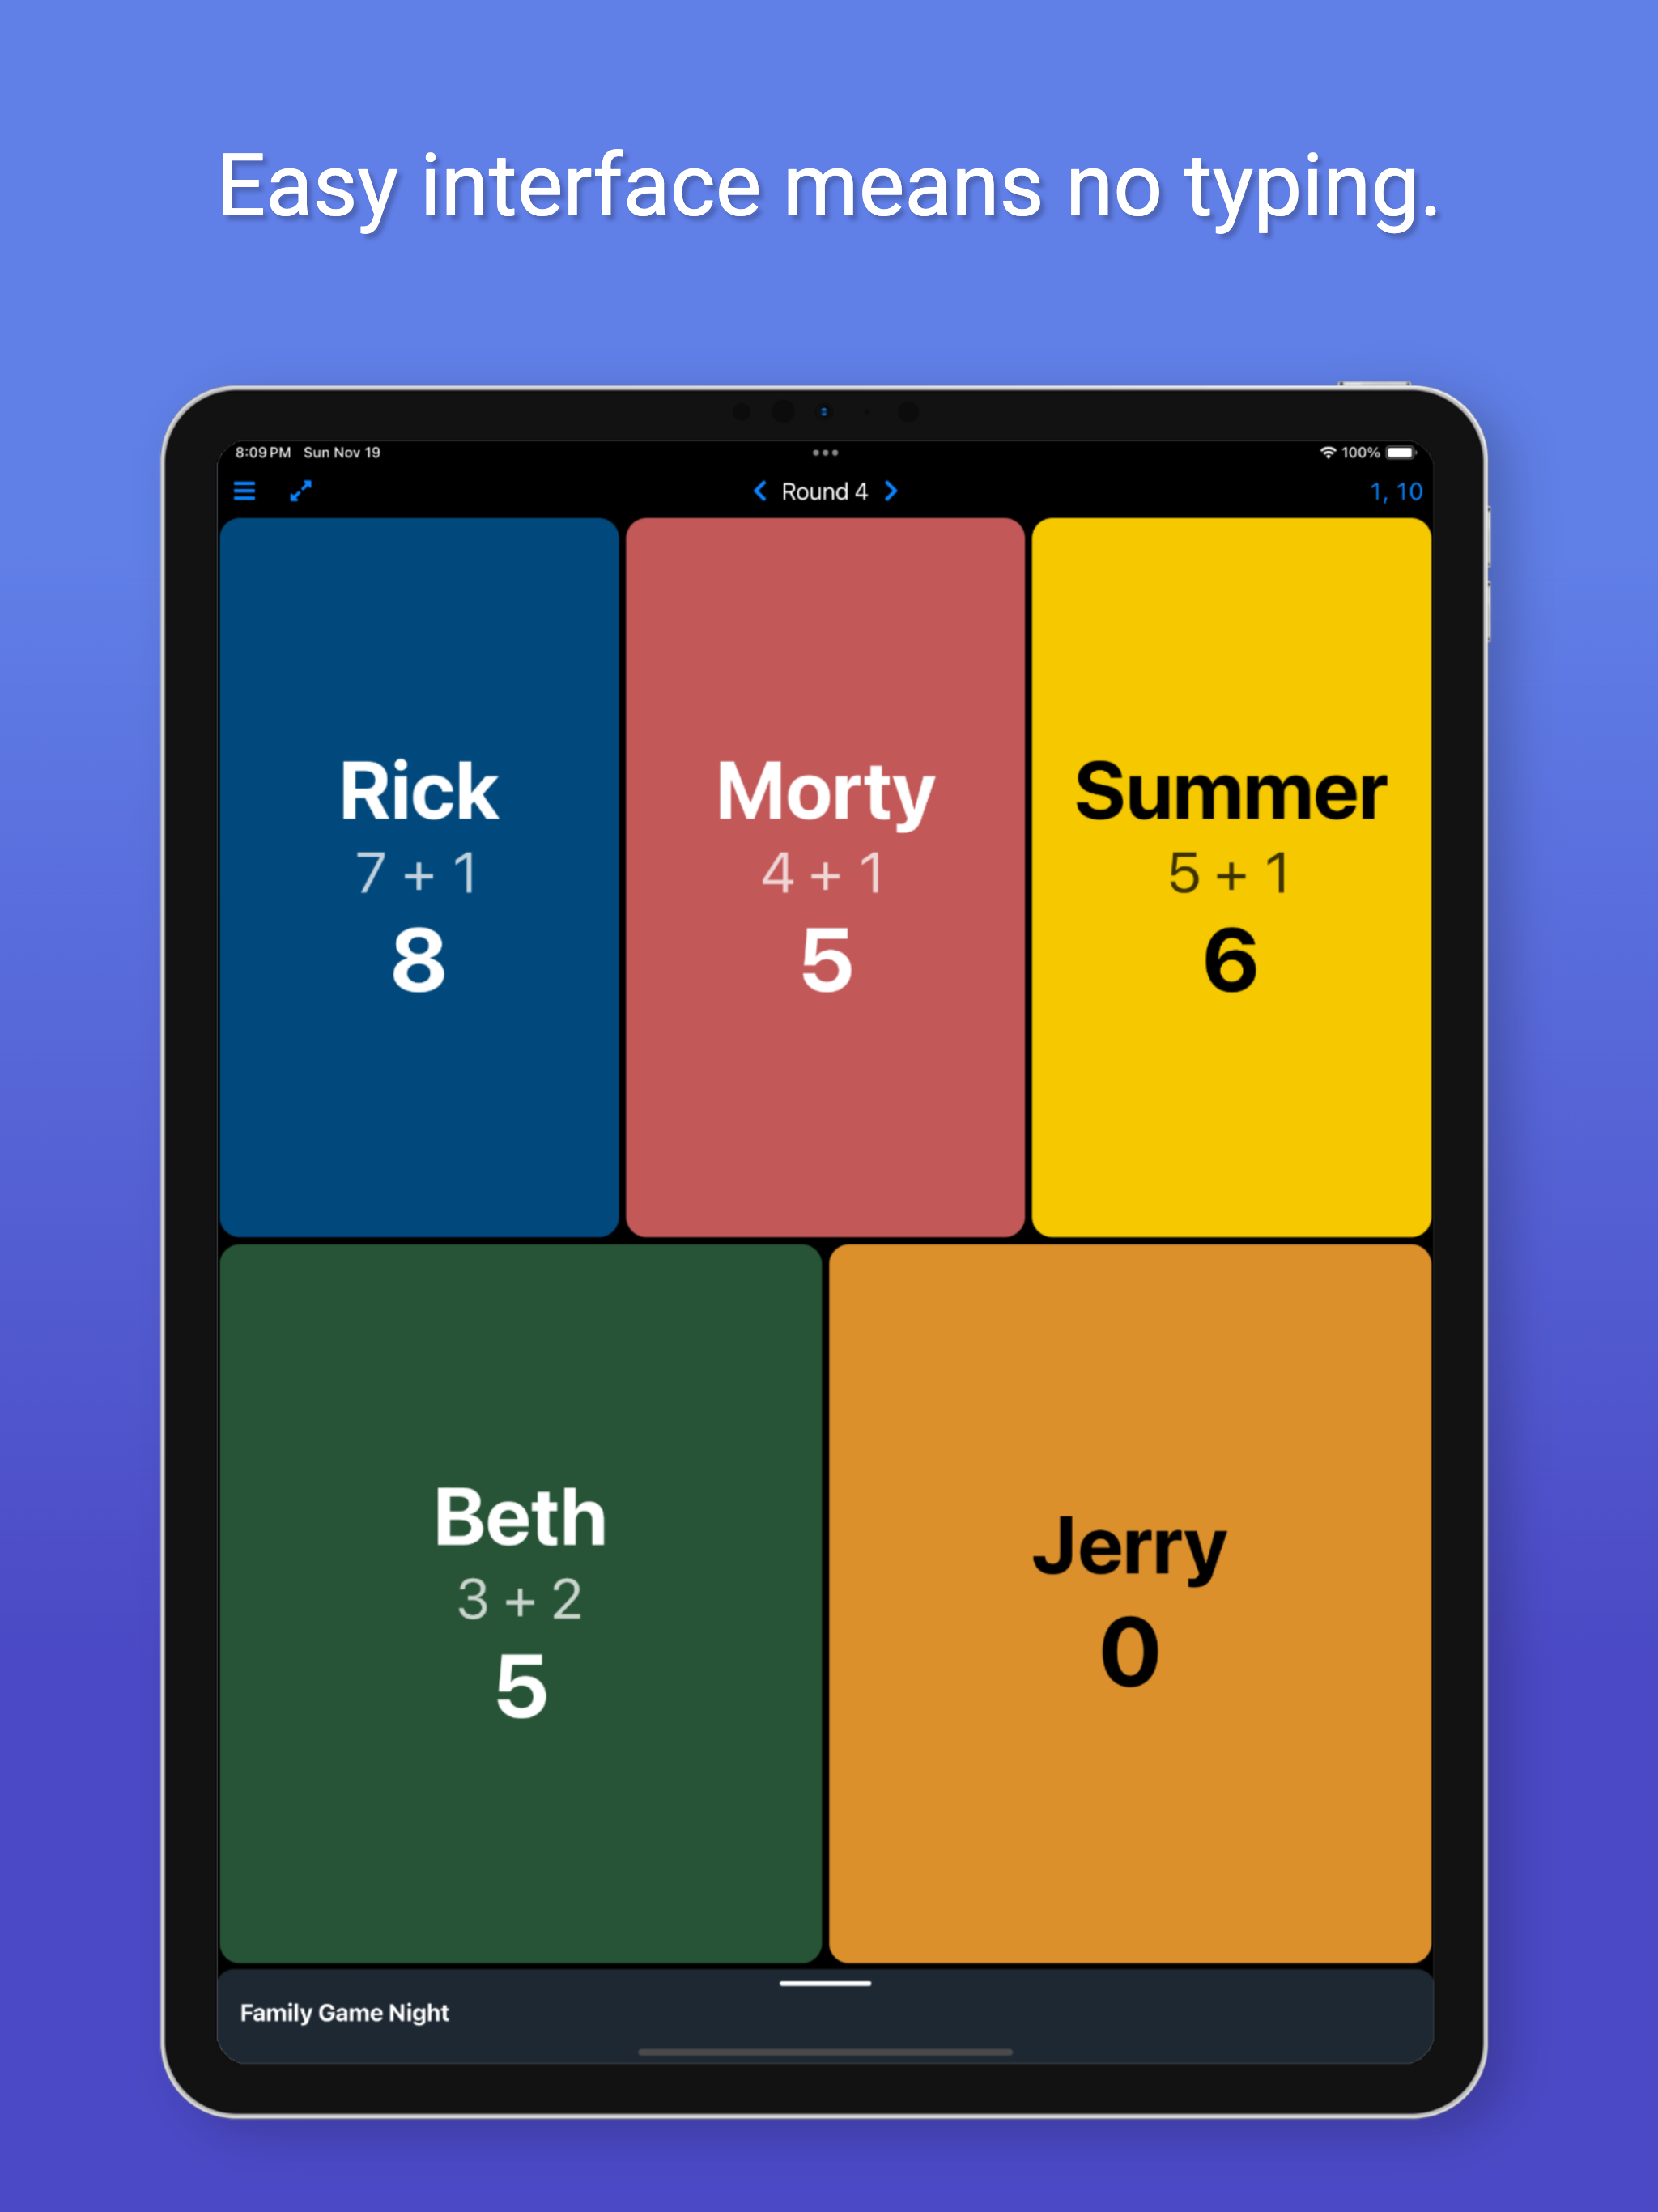 Easy interface means no typing.
8:09 PM Sun Nov 19
100%
Round 4
1, 10
Rick
7 + 1
8
Morty
4 + 1
5
Summer
5 + 1
6
Beth
3 + 2
5
Jerry
0
Family Game Night